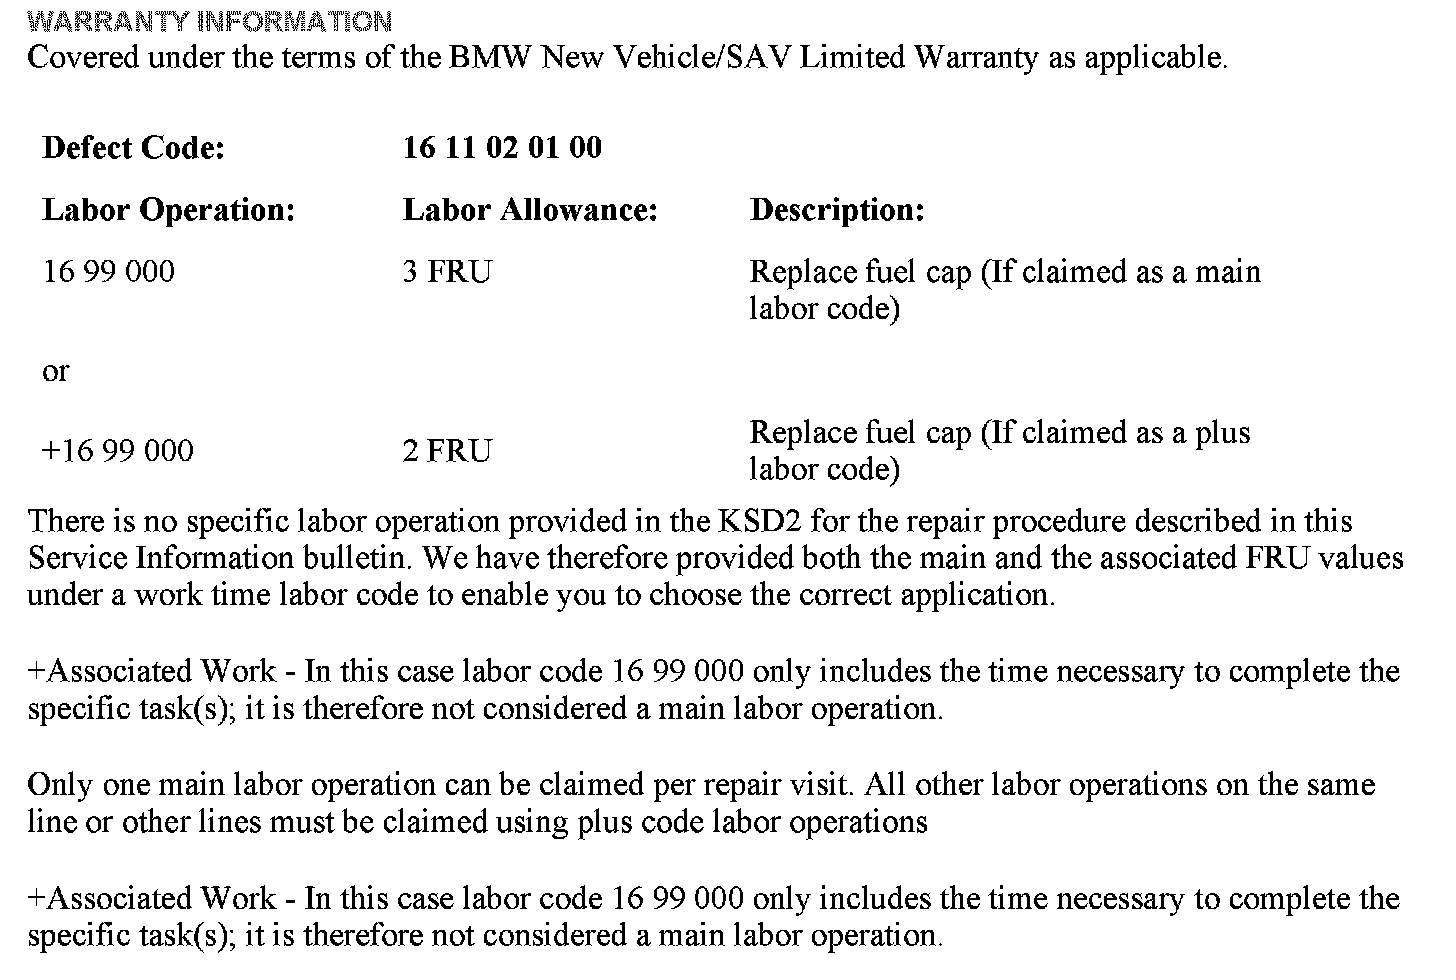 WARRANTY INFORMATION
Covered under the terms of the BMW New Vehicle/SAV Limited Warranty as applicable.
Defect Code: 16 11 02 01 00
Labor Operation: Labor Allowance: Description:
16 99 000 3 FRU Replace fuel cap (If claimed as a main
labor code)
or
+16 99 000 2 FRU Replace fuel cap (If claimed as a plus
labor code)
There is no specific labor operation provided in the KSD2 for the repair procedure described in this
Service Information bulletin. We have therefore provided both the main and the associated FRU values
under a work time labor code to enable you to choose the correct application.
+Associated Work - In this case labor code 16 99 000 only includes the time necessary to complete the
specific task(s); it is therefore not considered a main labor operation.
Only one main labor operation can be claimed per repair visit. All other labor operations on the same
line or other lines must be claimed using plus code labor operations
+Associated Work - In this case labor code 16 99 000 only includes the time necessary to complete the
specific task(s); it is therefore not considered a main labor operation.